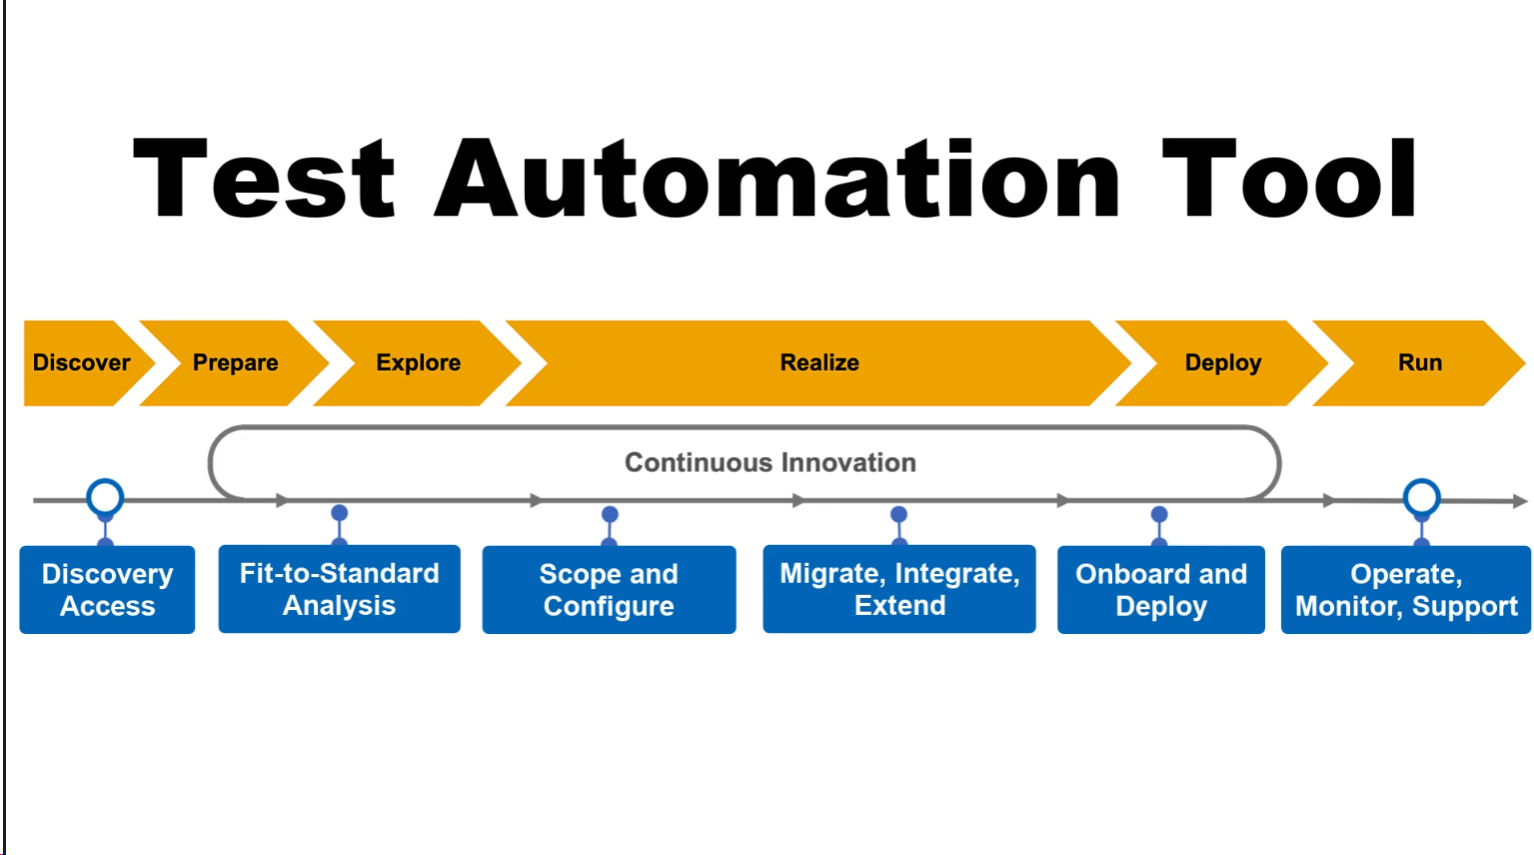 Test Automation Tool
Discover
Prepare
Explore
Realize
Deploy
Run
Continuous Innovation
Discovery
Access
Fit-to-Standard
Analysis
Scope and
Configure
Migrate, Integrate,
Extend
Onboard and
Deploy
Operate,
Monitor, Support